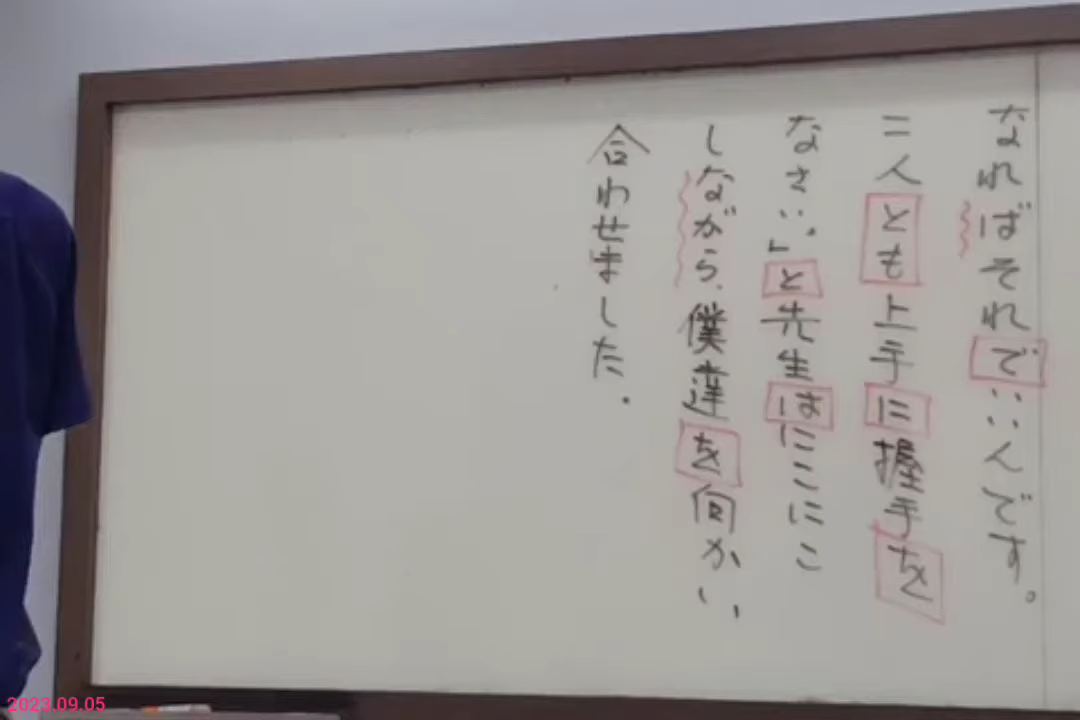 なればそれでいいんです。
二人とも上手に握手を
なさい。」と先生はにこにこ
しながら、僕達を向かい
合わせました。
2023.09.05